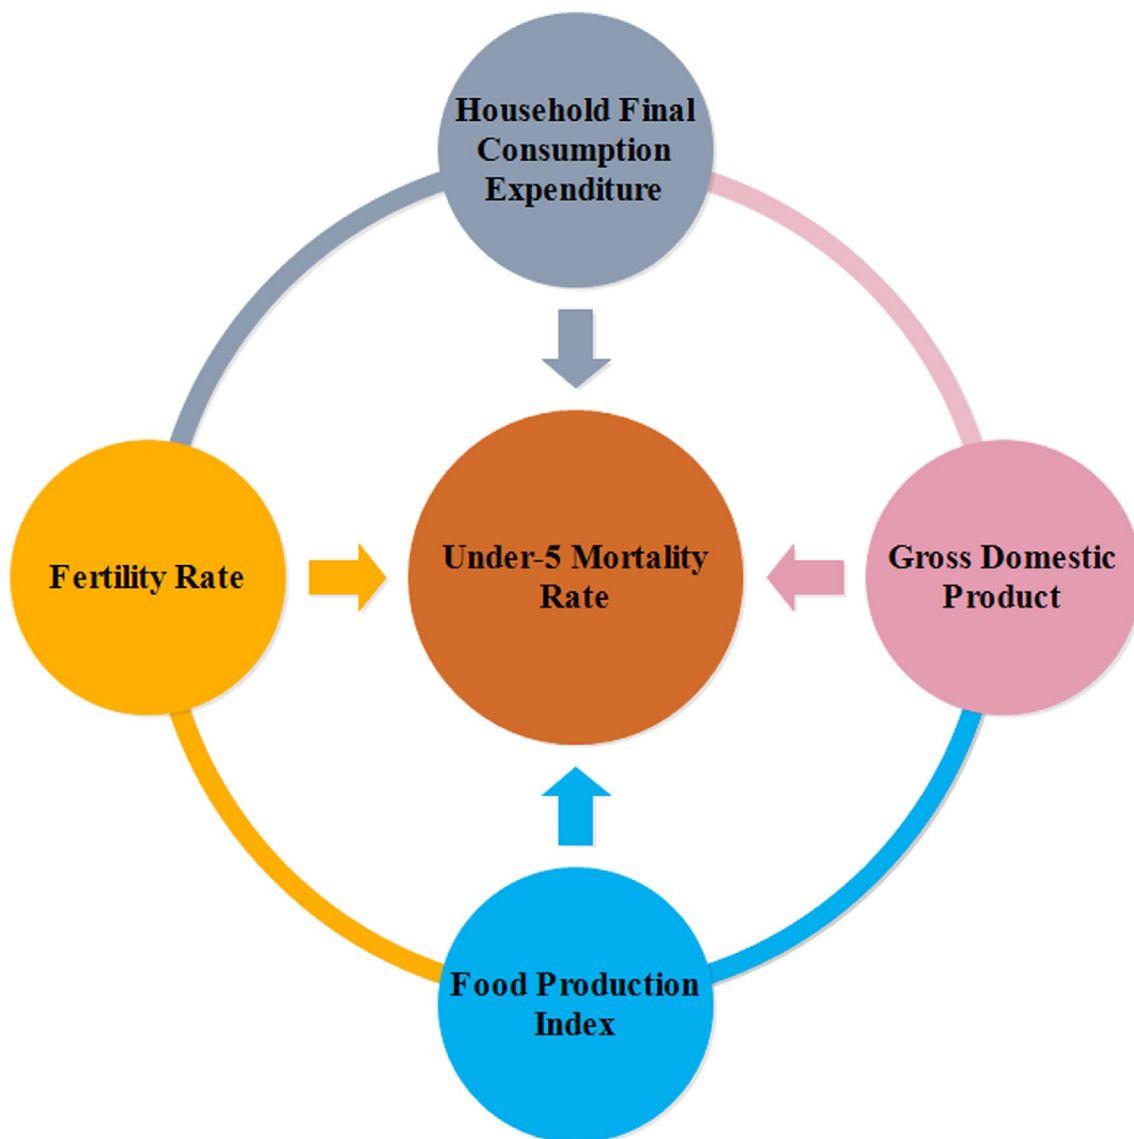 Household Final
Consumption
Expenditure
Fertility Rate
Under-5 Mortality
Rate
Gross Domestic
Product
Food Production
Index